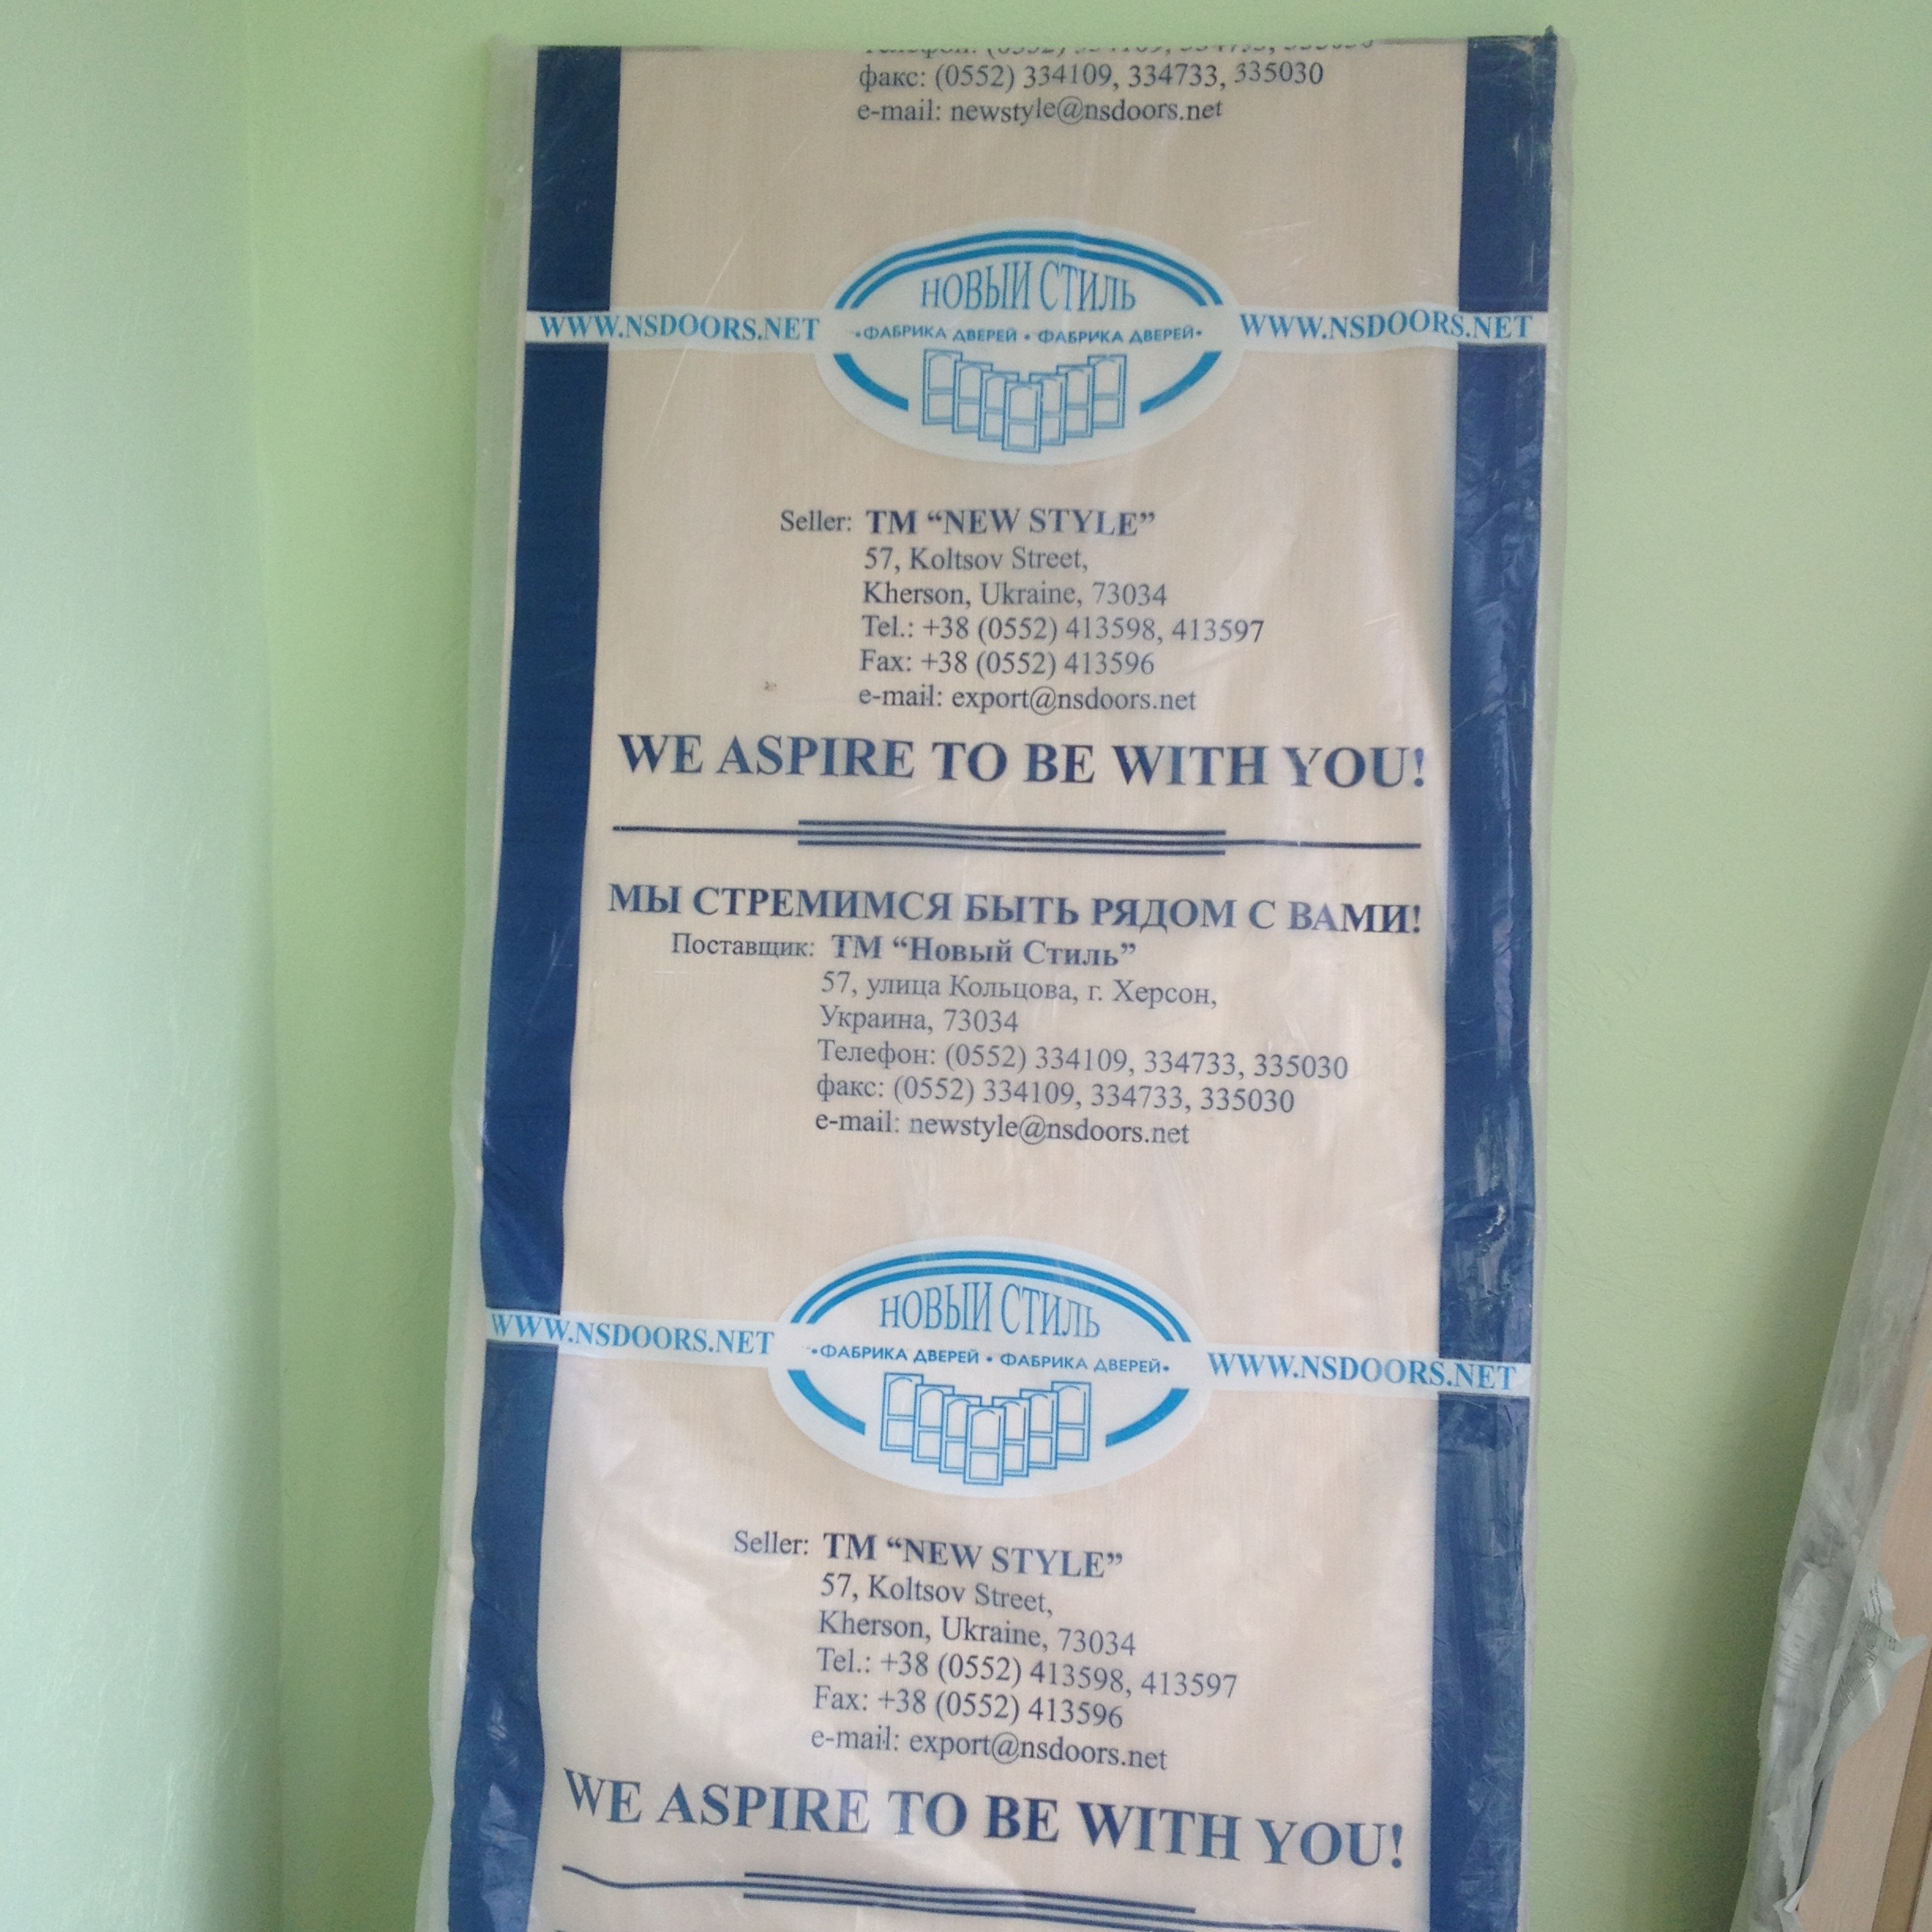 Телефон: (0552) 334109, 334733, 335030
факс: (0552) 334109, 334733, 335030
e-mail: newstyle@nsdoors.net
НОВЫЙ СТИЛЬ
WWW.NSDOORS.NET •ФАБРИКА ДВЕРЕЙ • ФАБРИКА ДВЕРЕЙ• WWW.NSDOORS.NET
Seller: TM “NEW STYLE”
57, Koltsov Street,
Kherson, Ukraine, 73034
Tel.: +38 (0552) 413598, 413597
Fax: +38 (0552) 413596
e-mail: export@nsdoors.net
WE ASPIRE TO BE WITH YOU!
МЫ СТРЕМИМСЯ БЫТЬ РЯДОМ С ВАМИ!
Поставщик: ТМ “Новый Стиль”
57, улица Кольцова, г. Херсон,
Украина, 73034
Телефон: (0552) 334109, 334733, 335030
факс: (0552) 334109, 334733, 335030
e-mail: newstyle@nsdoors.net
НОВЫЙ СТИЛЬ
WWW.NSDOORS.NET •ФАБРИКА ДВЕРЕЙ • ФАБРИКА ДВЕРЕЙ• WWW.NSDOORS.NET
Seller: TM “NEW STYLE”
57, Koltsov Street,
Kherson, Ukraine, 73034
Tel.: +38 (0552) 413598, 413597
Fax: +38 (0552) 413596
e-mail: export@nsdoors.net
WE ASPIRE TO BE WITH YOU!